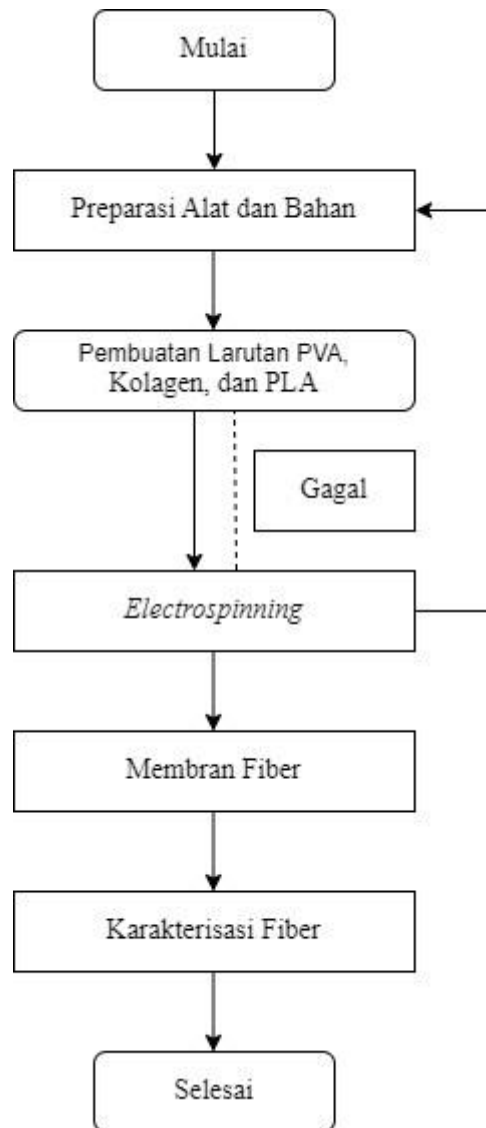 Mulai
Preparasi Alat dan Bahan
Pembuatan Larutan PVA,
Kolagen, dan PLA
Gagal
Electrospinning
Membran Fiber
Karakterisasi Fiber
Selesai